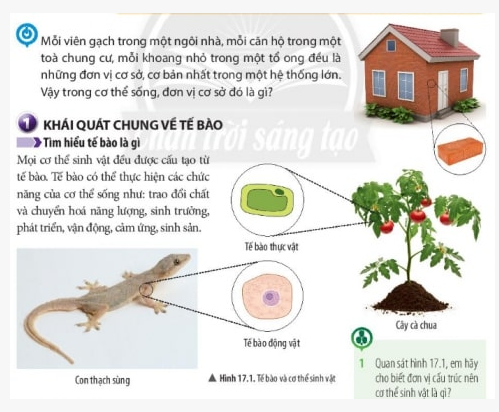 Mỗi viên gạch trong một ngôi nhà, mỗi căn hộ trong một
toà chung cư, mỗi khoang nhỏ trong một tổ ong đều là
những đơn vị cơ sở, cơ bản nhất trong một hệ thống lớn.
Vậy trong cơ thể sống, đơn vị cơ sở đó là gì?
1 KHÁI QUÁT CHUNG VỀ TẾ BÀO
Chân trời sáng tạo
Tìm hiểu tế bào là gì
Mọi cơ thể sinh vật đều được cấu tạo từ
tế bào. Tế bào có thể thực hiện các chức
năng của cơ thể sống như: trao đổi chất
và chuyển hoá năng lượng, sinh trưởng,
phát triển, vận động, cảm ứng, sinh sản.
Tế bào thực vật
Tế bào động vật
Cây cà chua
Con thạch sùng
▲ Hình 17.1. Tế bào và cơ thể sinh vật
1 Quan sát hình 17.1, em hãy
cho biết đơn vị cấu trúc nên
cơ thể sinh vật là gì?